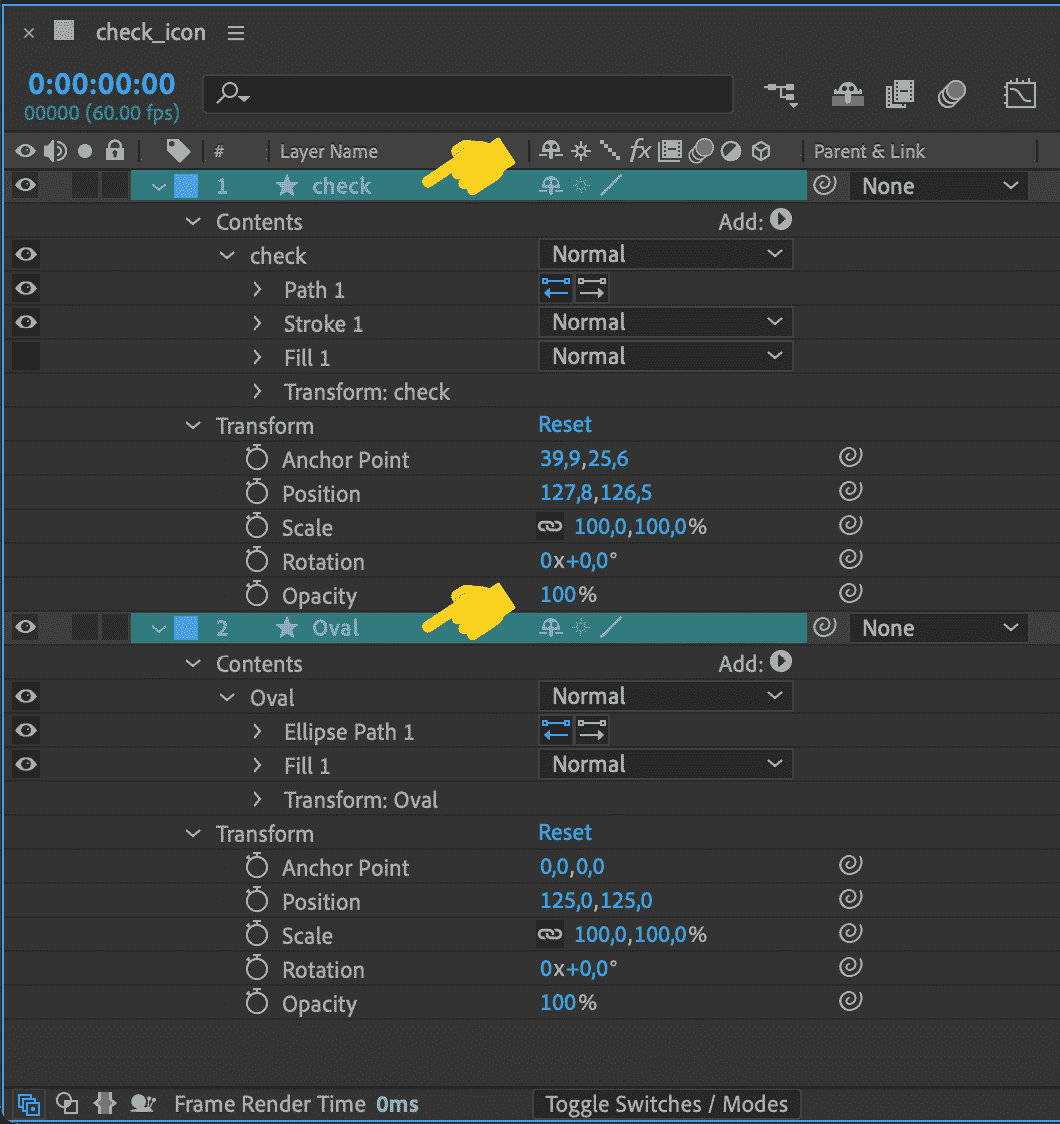 × check_icon
0:00:00:00
00000 (60.00 fps)
# Layer Name fx Parent & Link
1 check None
Contents Add:
check Normal
Path 1
Stroke 1 Normal
Fill 1 Normal
Transform: check
Transform Reset
Anchor Point 39,9,25,6
Position 127,8,126,5
Scale 100,0,100,0%
Rotation 0x+0,0°
Opacity 100%
2 Oval None
Contents Add:
Oval Normal
Ellipse Path 1
Fill 1 Normal
Transform: Oval
Transform Reset
Anchor Point 0,0,0,0
Position 125,0,125,0
Scale 100,0,100,0%
Rotation 0x+0,0°
Opacity 100%
Frame Render Time 0ms Toggle Switches / Modes